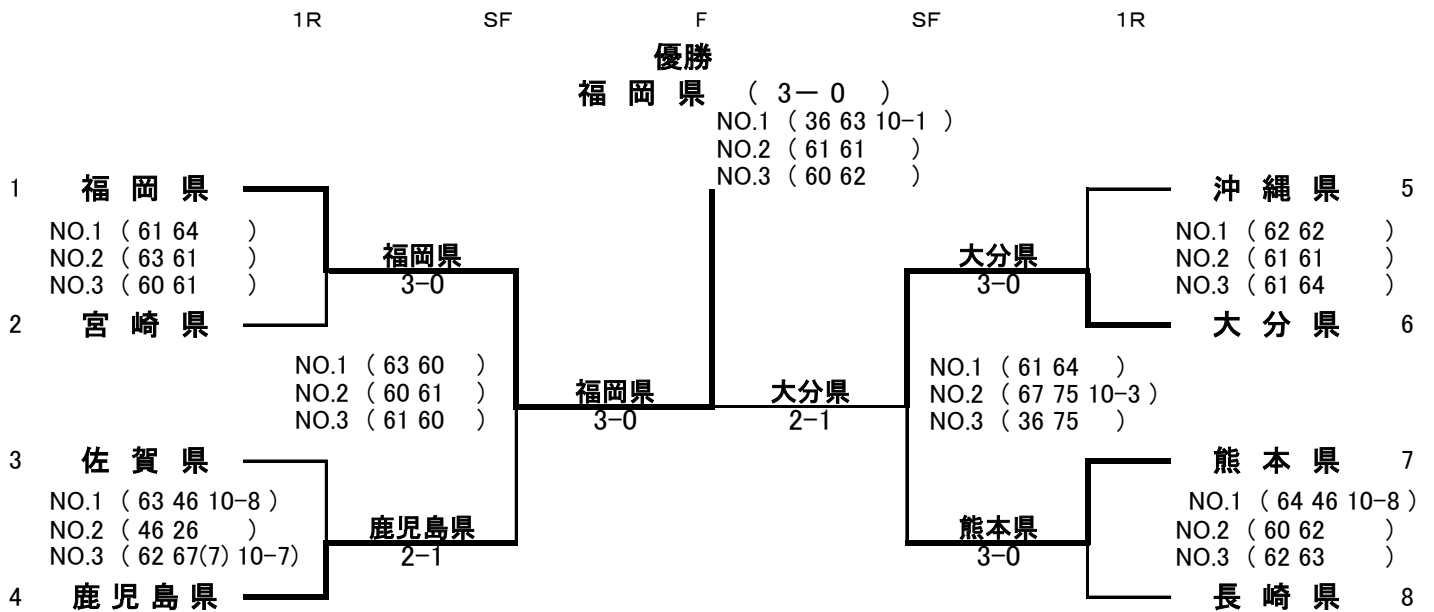 1R SF F SF 1R
優勝
福岡県 ( 3－0 )
NO.1 ( 36 63 10-1 )
NO.2 ( 61 61 )
NO.3 ( 60 62 )
1 福岡県
NO.1 ( 61 64 )
NO.2 ( 63 61 )
NO.3 ( 60 61 )
2 宮崎県
福岡県
3-0
NO.1 ( 63 60 )
NO.2 ( 60 61 )
NO.3 ( 61 60 )
3 佐賀県
NO.1 ( 63 46 10-8 )
NO.2 ( 46 26 )
NO.3 ( 62 67(7) 10-7)
4 鹿児島県
鹿児島県
2-1
福岡県
3-0
大分県
2-1
沖縄県 5
NO.1 ( 62 62 )
NO.2 ( 61 61 )
NO.3 ( 61 64 )
大分県 6
大分県
3-0
NO.1 ( 61 64 )
NO.2 ( 67 75 10-3 )
NO.3 ( 36 75 )
熊本県 7
NO.1 ( 64 46 10-8 )
NO.2 ( 60 62 )
NO.3 ( 62 63 )
長崎県 8
熊本県
3-0